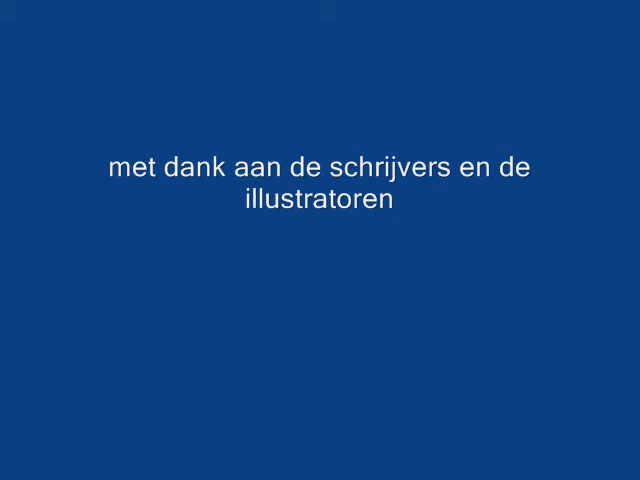 met dank aan de schrijvers en de
illustratoren